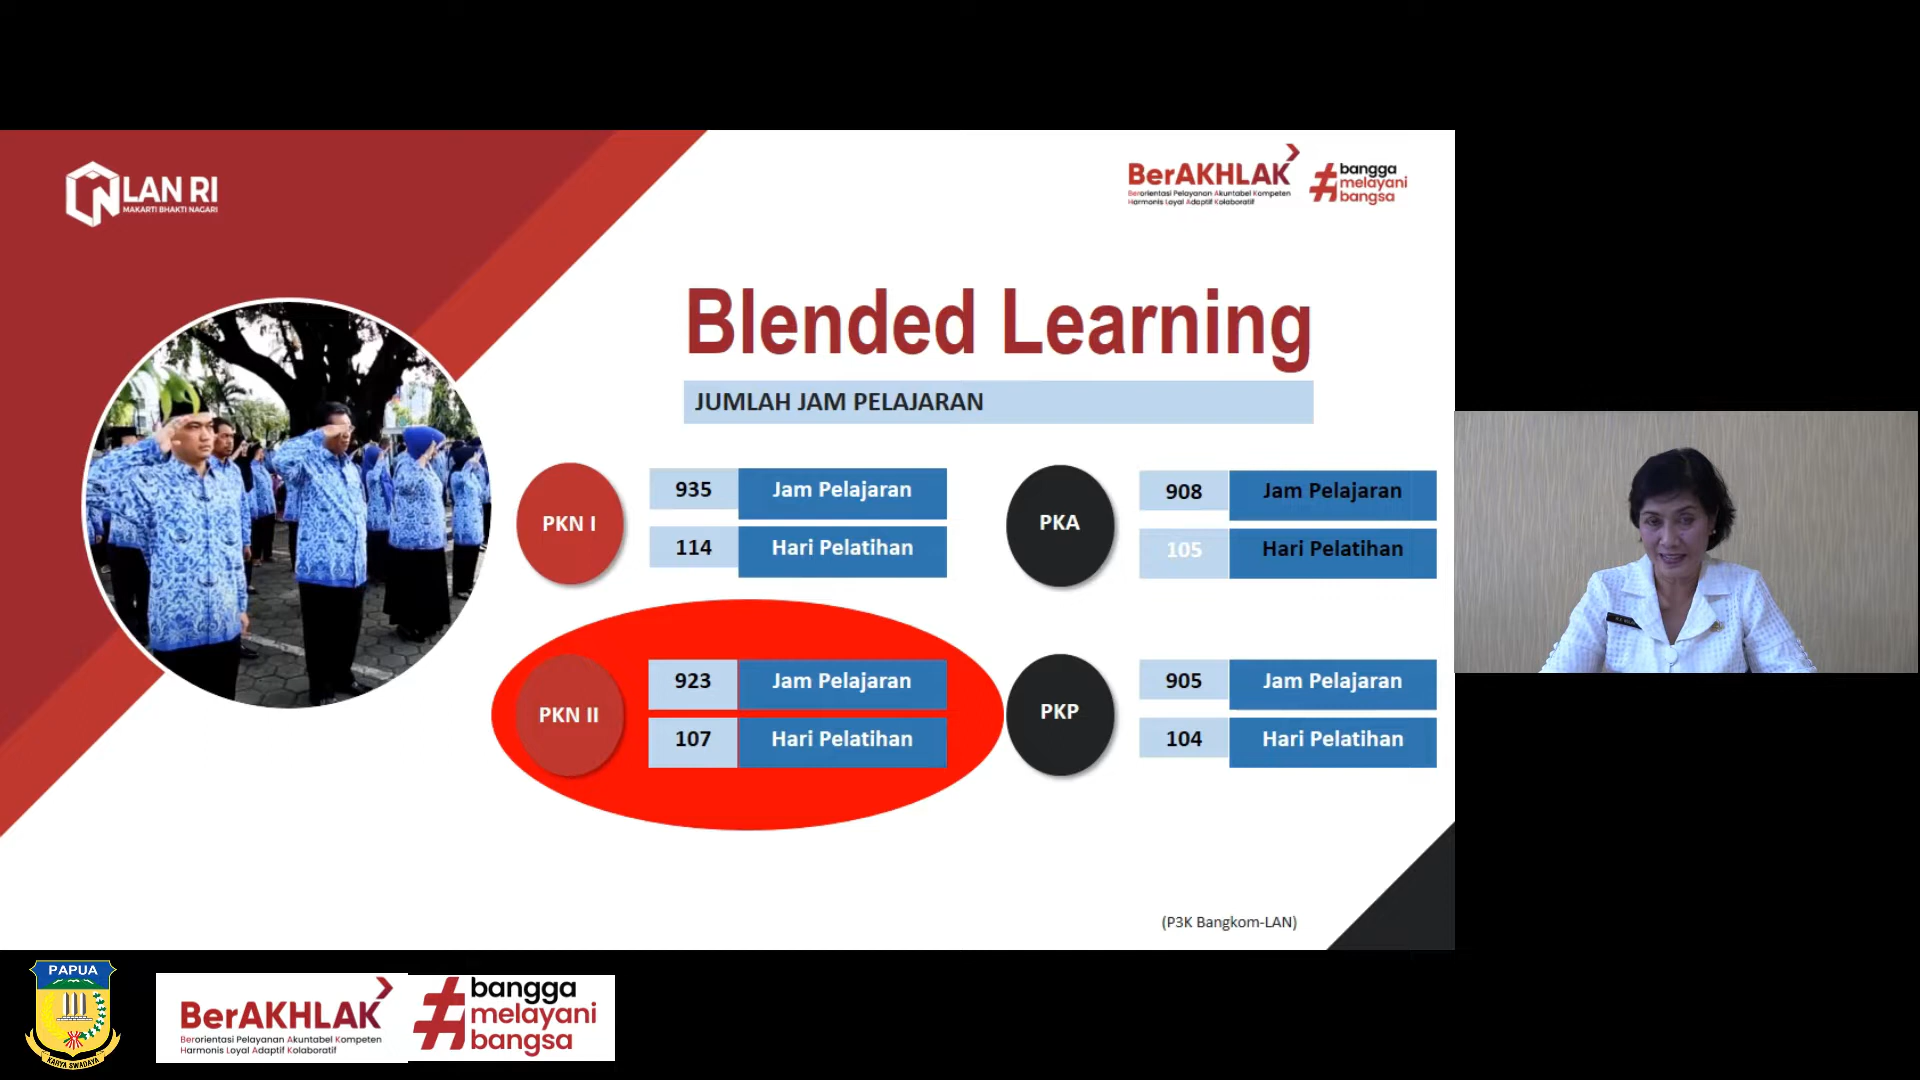 LAN RI
MAKARTI BHAKTI NAGARI
BerAKHLAK
Berorientasi Pelayanan Akuntabel Kompeten
Harmonis Loyal Adaptif Kolaboratif
#bangga
melayani
bangsa
Blended Learning
JUMLAH JAM PELAJARAN
PKN I
935 Jam Pelajaran
114 Hari Pelatihan
PKA
908 Jam Pelajaran
105 Hari Pelatihan
PKN II
923 Jam Pelajaran
107 Hari Pelatihan
PKP
905 Jam Pelajaran
104 Hari Pelatihan
(P3K Bangkom-LAN)
PAPUA
KARYA SWADAYA
BerAKHLAK
Berorientasi Pelayanan Akuntabel Kompeten
Harmonis Loyal Adaptif Kolaboratif
#bangga
melayani
bangsa